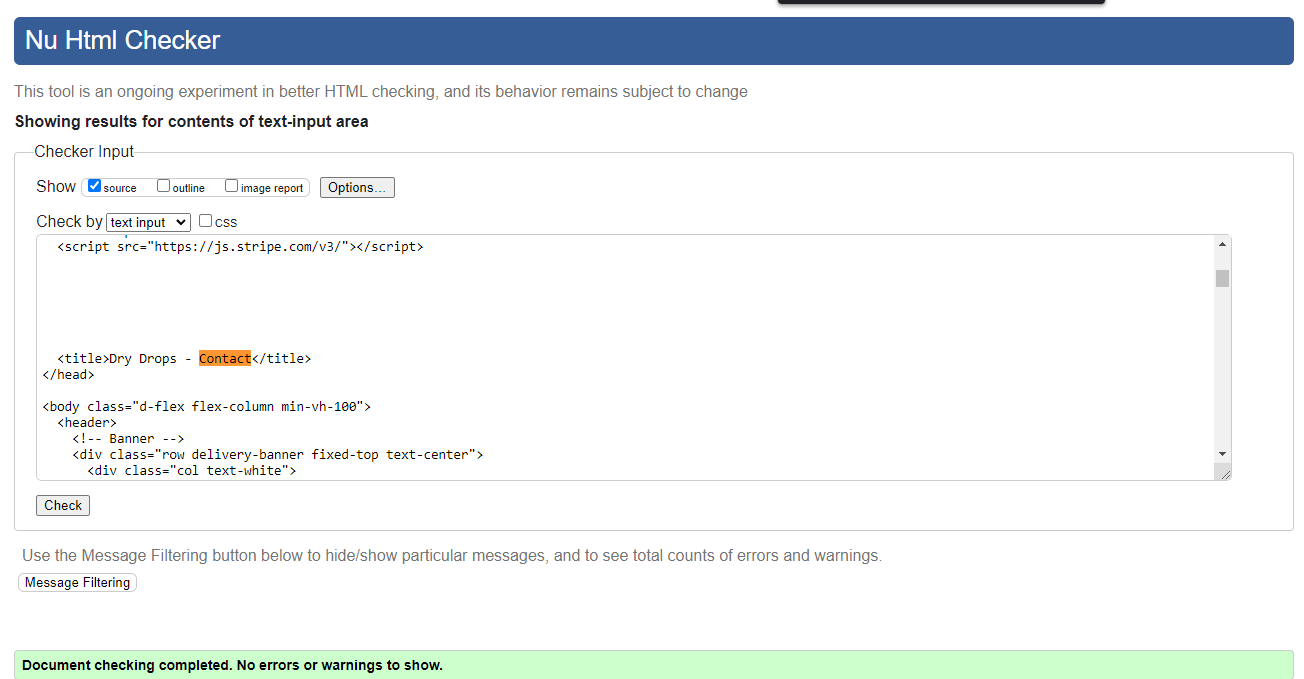 Nu Html Checker
This tool is an ongoing experiment in better HTML checking, and its behavior remains subject to change
Showing results for contents of text-input area
Checker Input
Show source outline image report Options...
Check by text input css
<script src="https://js.stripe.com/v3/"></script>
<title>Dry Drops - Contact</title>
</head>
<body class="d-flex flex-column min-vh-100">
<header>
<!-- Banner -->
<div class="row delivery-banner fixed-top text-center">
<div class="col text-white">
Check
Use the Message Filtering button below to hide/show particular messages, and to see total counts of errors and warnings.
Message Filtering
Document checking completed. No errors or warnings to show.